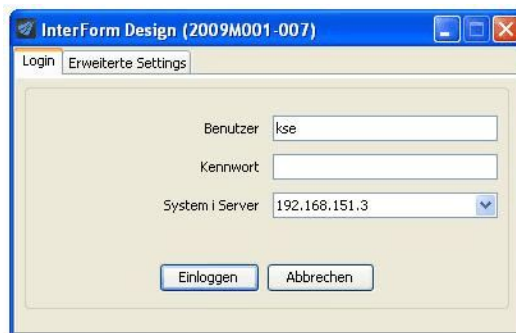 InterForm Design (2009M001-007)
Login Erweiterte Settings
Benutzer kse
Kennwort
System i Server 192.168.151.3
Einloggen Abbrechen